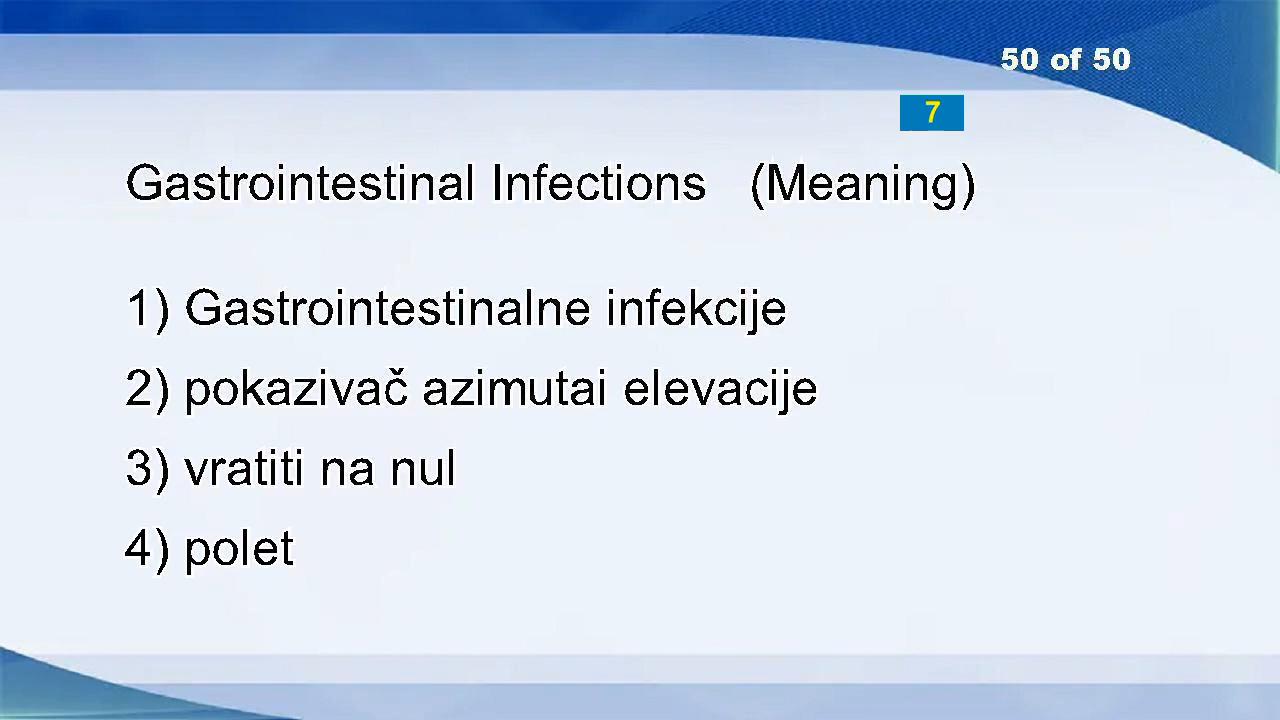 50 of 50
7
Gastrointestinal Infections (Meaning)
1) Gastrointestinalne infekcije
2) pokazivač azimutai elevacije
3) vratiti na nul
4) polet